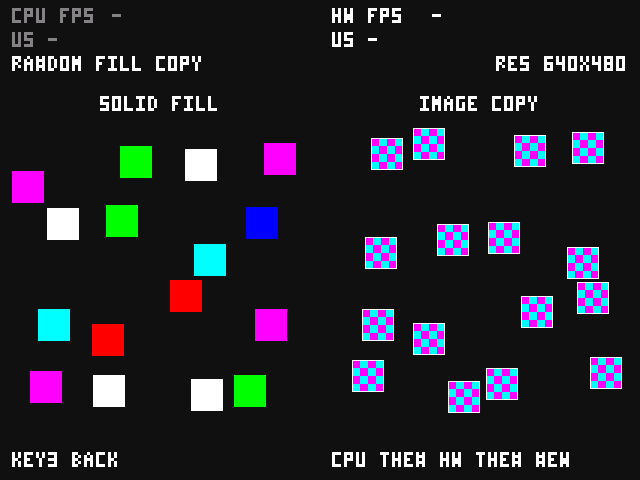 CPU FPS -
HW FPS -
US -
US -
RANDOM FILL COPY
RES 640X480
SOLID FILL
IMAGE COPY
KEY3 BACK
CPU THEN HW THEN NEW